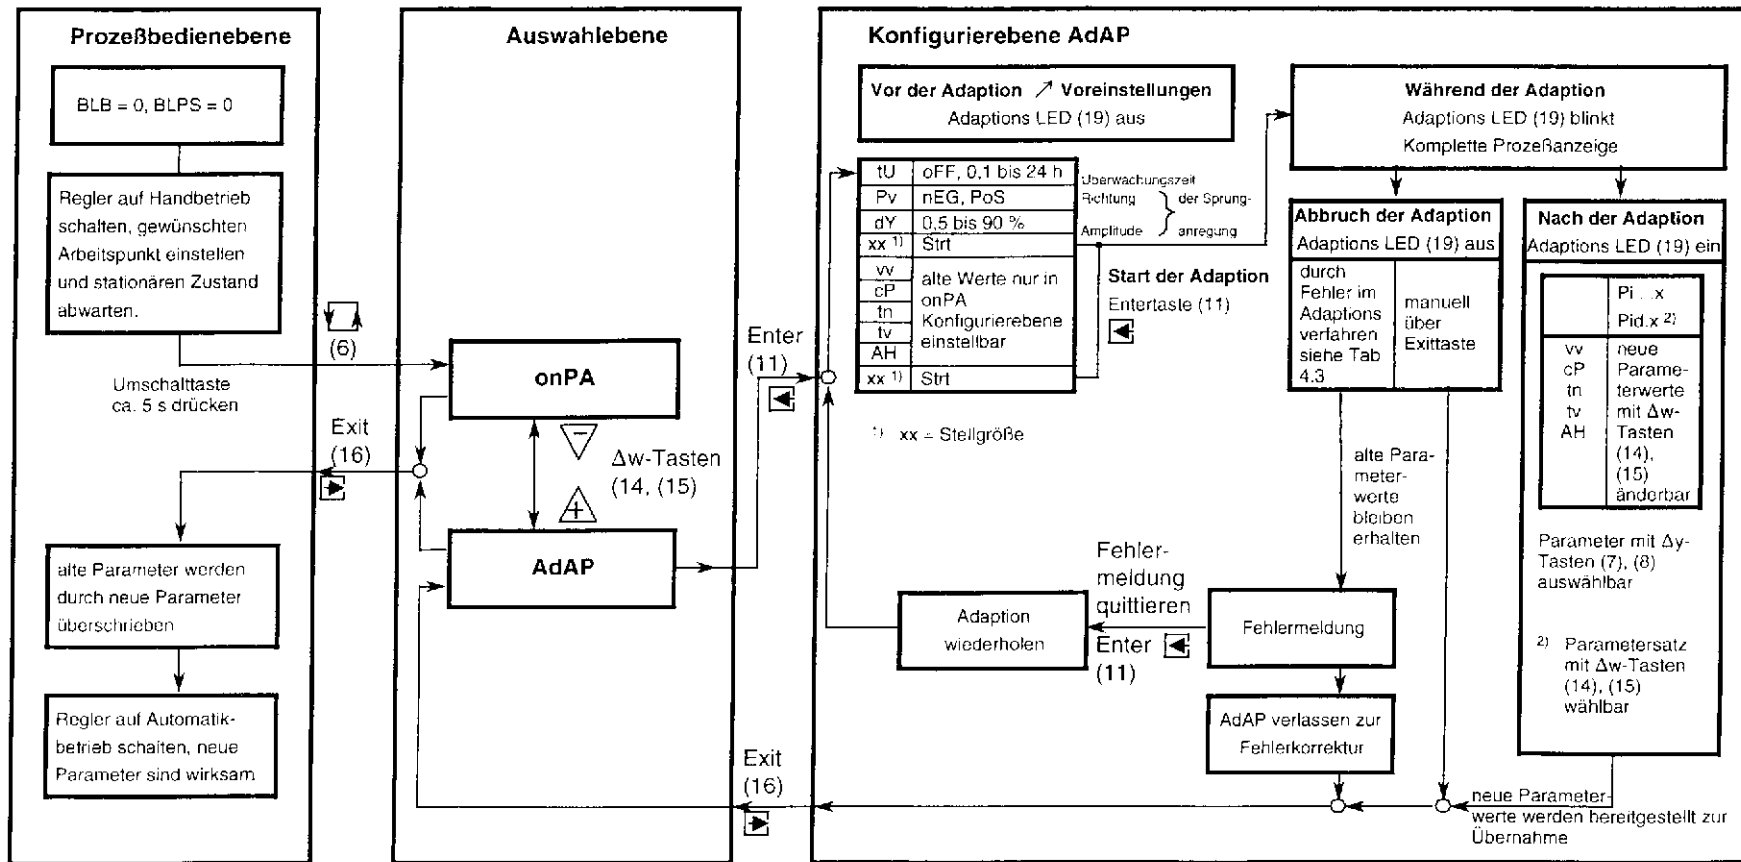 Prozeßbedienebene
BLB = 0, BLPS = 0
Regler auf Handbetrieb
schalten, gewünschten
Arbeitspunkt einstellen
und stationären Zustand
abwarten.
Umschalttaste
ca. 5 s drücken
(6)
Exit
(16)
alte Parameter werden
durch neue Parameter
überschrieben
Regler auf Automatik-
betrieb schalten, neue
Parameter sind wirksam
Auswahlebene
onPA
Δw-Tasten
(14, (15)
AdAP
Enter
(11)
Exit
(16)
Konfigurierebene AdAP
Vor der Adaption ↗ Voreinstellungen
Adaptions LED (19) aus
tU oFF, 0,1 bis 24 h
Pv nEG, PoS
dY 0,5 bis 90 %
xx 1) Strt
vv
cP
tn
tv
AH
alte Werte nur in
onPA
Konfigurierebene
einstellbar
xx 1) Strt
1) xx = Stellgröße
Überwachungszeit
Richtung
Amplitude
der Sprung-
anregung
Start der Adaption
Entertaste (11)
Während der Adaption
Adaptions LED (19) blinkt
Komplette Prozeßanzeige
Abbruch der Adaption
Adaptions LED (19) aus
durch
Fehler im
Adaptions
verfahren
siehe Tab
4.3
manuell
über
Exittaste
alte Para-
meter-
werte
bleiben
erhalten
Fehler-
meldung
quittieren
Enter
(11)
Adaption
wiederholen
Fehlermeldung
AdAP verlassen zur
Fehlerkorrektur
Nach der Adaption
Adaptions LED (19) ein
Pi . . x
Pid.x 2)
vv neue
cP Parame-
tn terwerte
tv mit Δw-
AH Tasten
(14),
(15)
änderbar
Parameter mit Δy-
Tasten (7), (8)
auswählbar
2) Parametersatz
mit Δw-Tasten
(14), (15)
wählbar
neue Parameter-
werte werden bereitgestellt zur
Übernahme